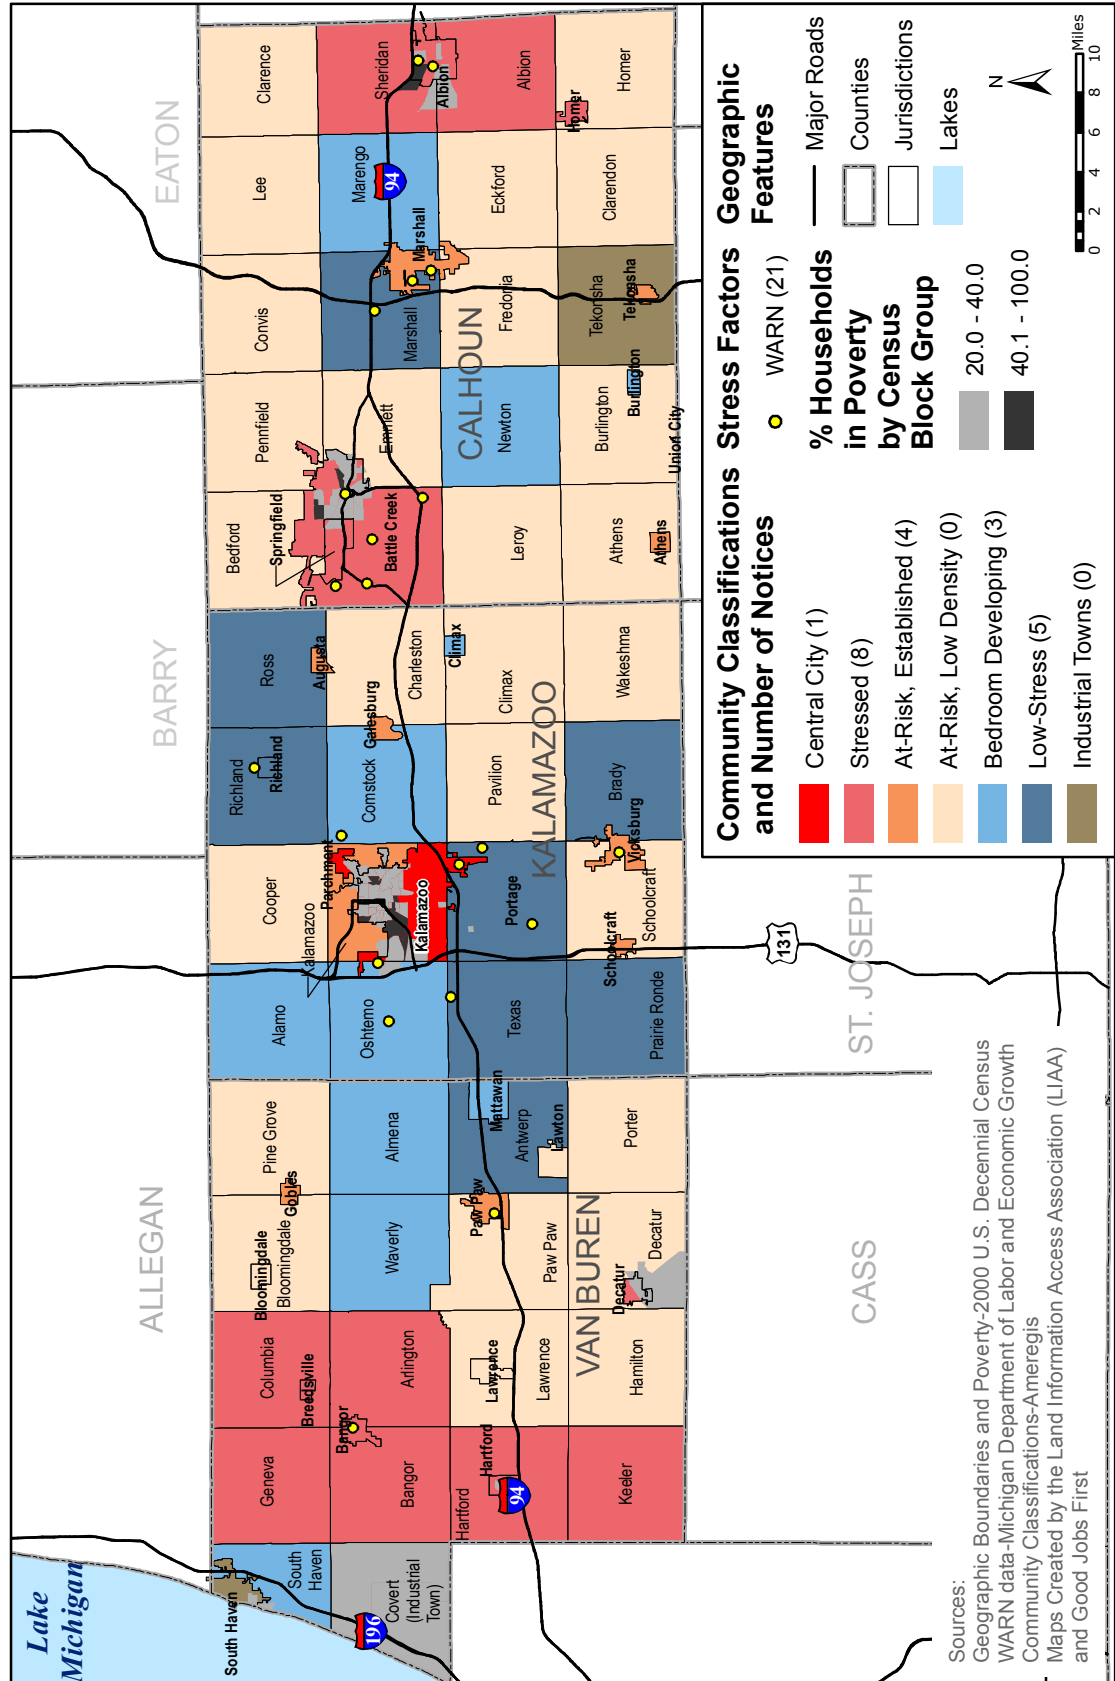 Lake
Michigan
ALLEGAN
BARRY
EATON
VAN BUREN
KALAMAZOO
CALHOUN
CASS
ST. JOSEPH
South Haven
South
Haven
Covert
(Industrial
Town)
196
Geneva
Columbia
Breedsville
Bloomingdale
Bloomingdale
Gobles
Pine Grove
Bangor
Bangor
Arlington
Waverly
Almena
Hartford
Hartford
94
Lawrence
Lawrence
Paw Paw
Paw Paw
Antwerp
Mattawan
Lawton
Keeler
Hamilton
Decatur
Decatur
Porter
Alamo
Cooper
Richland
Richland
Ross
Augusta
Oshtemo
Kalamazoo
Kalamazoo
Parchment
Comstock
Galesburg
Charleston
Texas
Portage
Pavilion
Climax
Climax
Prairie Ronde
Schoolcraft
Schoolcraft
Vicksburg
Brady
Wakeshma
131
Bedford
Springfield
Pennfield
Convis
Lee
Clarence
Battle Creek
Emmett
Marshall
Marshall
Marengo
94
Sheridan
Albion
Albion
Leroy
Newton
Fredonia
Eckford
Athens
Athens
Burlington
Burlington
Union City
Tekonsha
Tekonsha
Clarendon
Homer
Homer
Community Classifications
and Number of Notices
Central City (1)
Stressed (8)
At-Risk, Established (4)
At-Risk, Low Density (0)
Bedroom Developing (3)
Low-Stress (5)
Industrial Towns (0)
Stress Factors
WARN (21)
% Households
in Poverty
by Census
Block Group
20.0 - 40.0
40.1 - 100.0
Geographic
Features
Major Roads
Counties
Jurisdictions
Lakes
N
0 2 4 6 8 10
Miles
Sources:
Geographic Boundaries and Poverty-2000 U.S. Decennial Census
WARN data-Michigan Department of Labor and Economic Growth
Community Classifications-Ameregis
Maps Created by the Land Information Access Association (LIAA)
and Good Jobs First